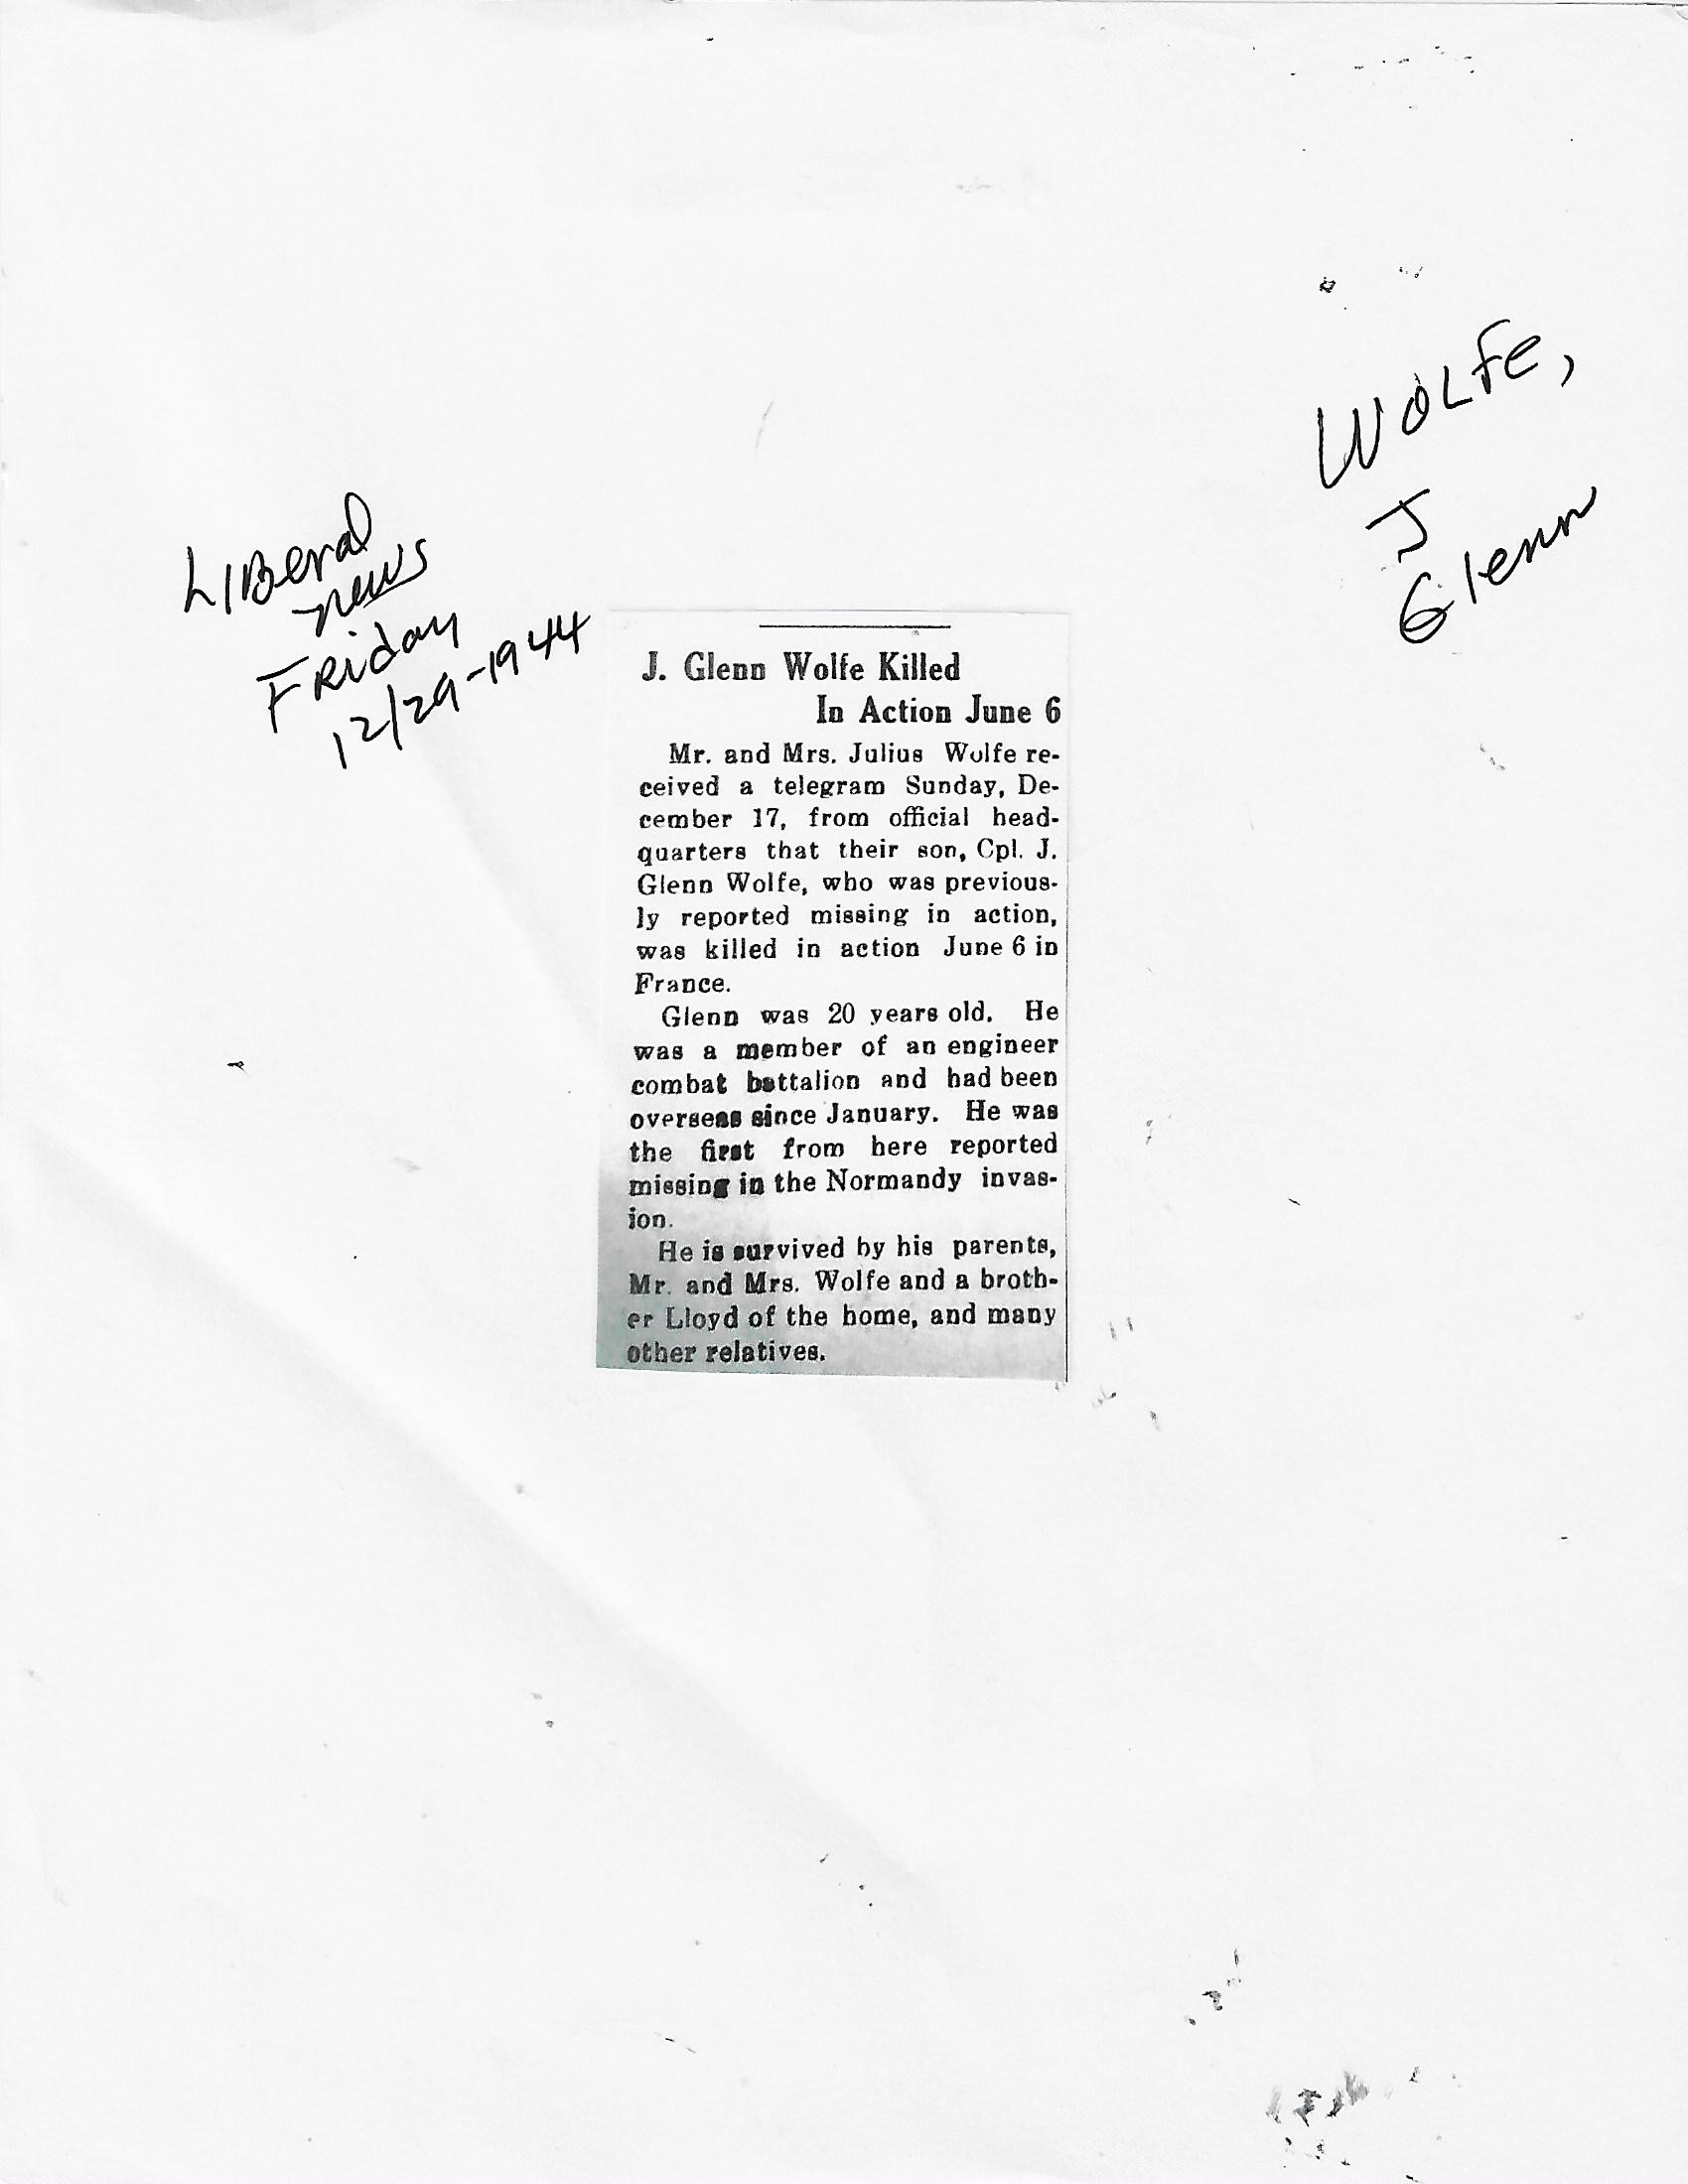 WOLFE,
J
Glenn
LIBeral
news
FRiday
12/29-1944
J. Glenn Wolfe Killed
In Action June 6
Mr. and Mrs. Julius Wolfe re-
ceived a telegram Sunday, De-
cember 17, from official head-
quarters that their son, Cpl. J.
Glenn Wolfe, who was previous-
ly reported missing in action,
was killed in action June 6 in
France.
Glenn was 20 years old. He
was a member of an engineer
combat battalion and had been
overseas since January. He was
the first from here reported
missing in the Normandy invas-
ion.
He is survived by his parents,
Mr. and Mrs. Wolfe and a broth-
er Lloyd of the home, and many
other relatives.